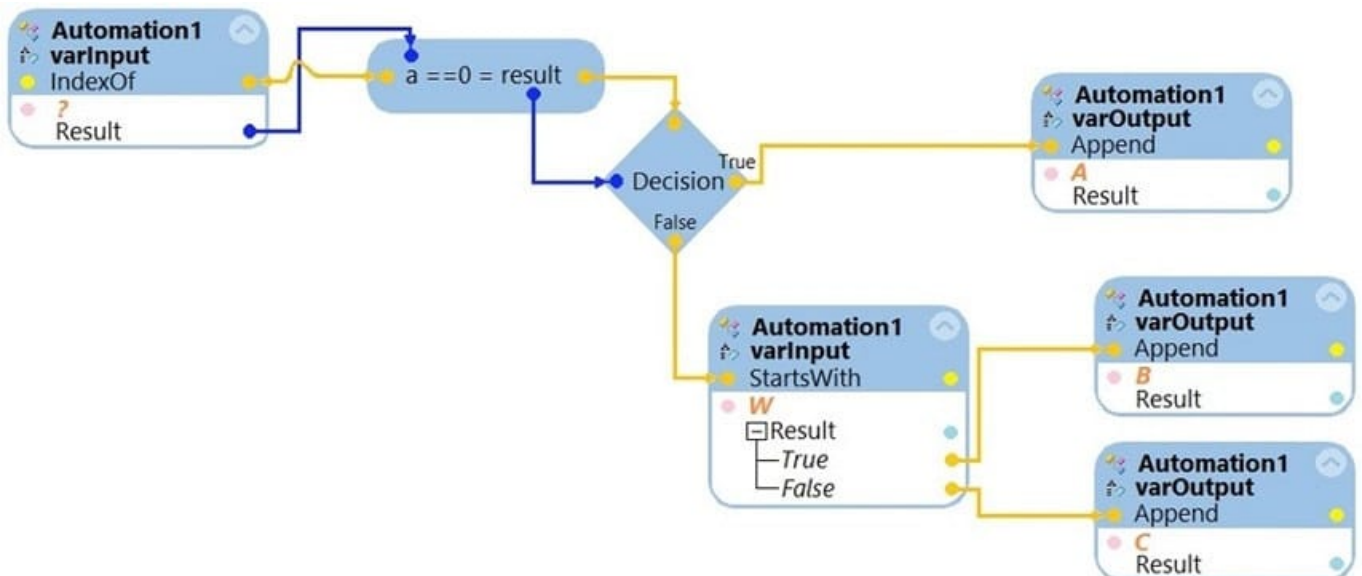 Automation1
varInput
IndexOf
?
Result
a ==0 = result
Decision
True
False
Automation1
varOutput
Append
A
Result
Automation1
varInput
StartsWith
W
Result
True
False
Automation1
varOutput
Append
B
Result
Automation1
varOutput
Append
C
Result